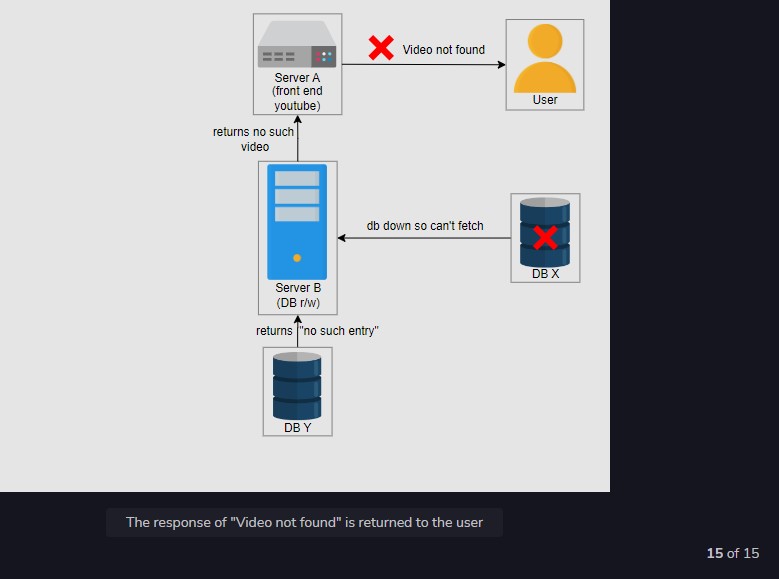 Video not found
Server A
(front end
youtube)
User
returns no such
video
db down so can't fetch
DB X
Server B
(DB r/w)
returns "no such entry"
DB Y
The response of "Video not found" is returned to the user
15 of 15